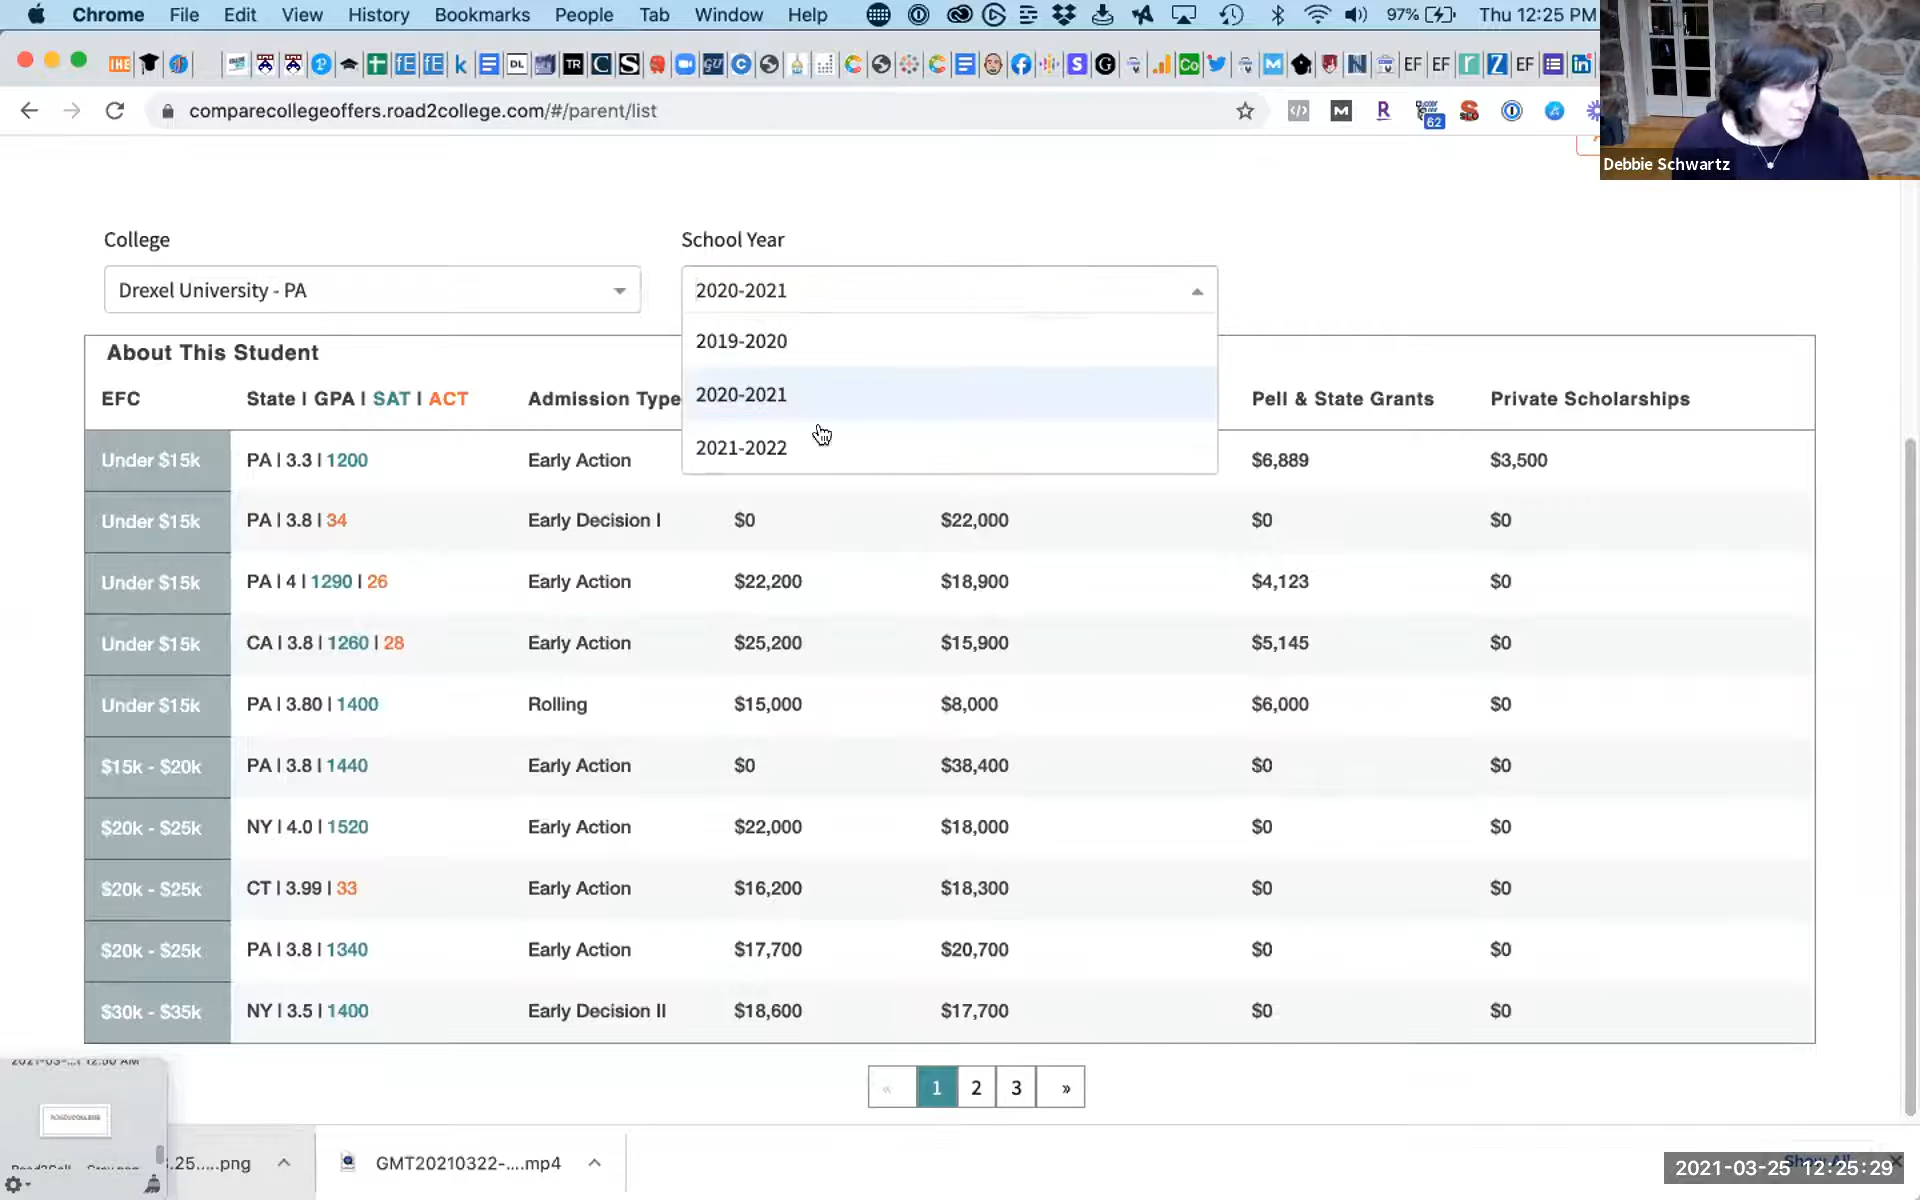 Chrome File Edit View History Bookmarks People Tab Window Help 97% Thu 12:25 PM
comparecollegeoffers.road2college.com/#/parent/list
62
Debbie Schwartz
College School Year
Drexel University - PA 2020-2021
2019-2020
2020-2021
2021-2022
About This Student
EFC State | GPA | SAT | ACT Admission Type Pell & State Grants Private Scholarships
Under $15k PA | 3.3 | 1200 Early Action $6,889 $3,500
Under $15k PA | 3.8 | 34 Early Decision I $0 $22,000 $0 $0
Under $15k PA | 4 | 1290 | 26 Early Action $22,200 $18,900 $4,123 $0
Under $15k CA | 3.8 | 1260 | 28 Early Action $25,200 $15,900 $5,145 $0
Under $15k PA | 3.80 | 1400 Rolling $15,000 $8,000 $6,000 $0
$15k - $20k PA | 3.8 | 1440 Early Action $0 $38,400 $0 $0
$20k - $25k NY | 4.0 | 1520 Early Action $22,000 $18,000 $0 $0
$20k - $25k CT | 3.99 | 33 Early Action $16,200 $18,300 $0 $0
$20k - $25k PA | 3.8 | 1340 Early Action $17,700 $20,700 $0 $0
$30k - $35k NY | 3.5 | 1400 Early Decision II $18,600 $17,700 $0 $0
« 1 2 3 »
.25.....png GMT20210322-....mp4 Show All
2021-03-25 12:25:29